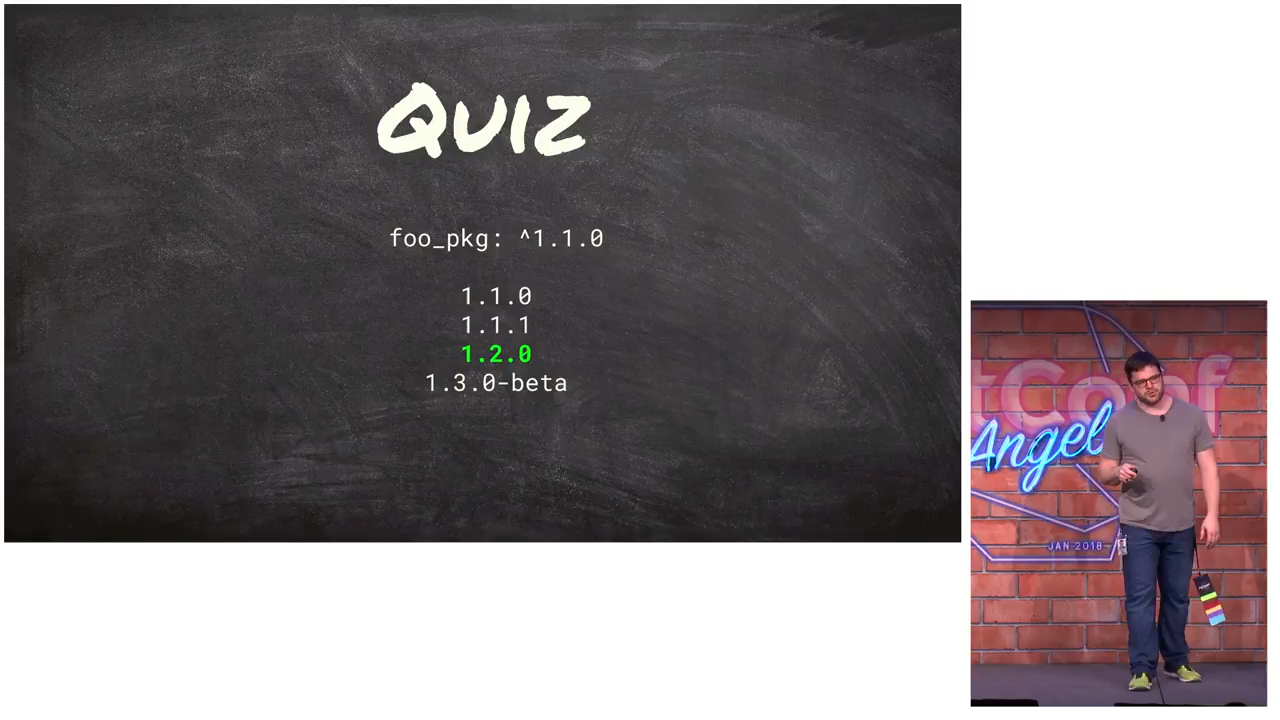 Quiz
foo_pkg: ^1.1.0
1.1.0
1.1.1
1.2.0
1.3.0-beta
tConf
Angel
JAN 2018